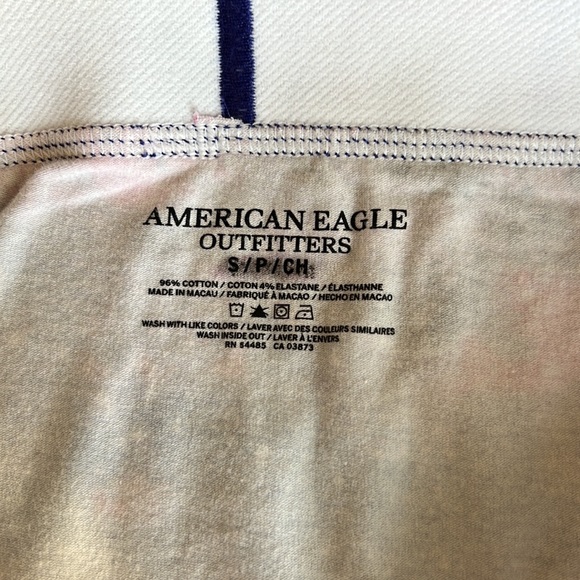 AMERICAN EAGLE
OUTFITTERS
S/P/CH
96% COTTON / COTON 4% ELASTANE / ÉLASTHANNE
MADE IN MACAU / FABRIQUÉ À MACAO / HECHO EN MACAO
WASH WITH LIKE COLORS / LAVER AVEC DES COULEURS SIMILAIRES
WASH INSIDE OUT / LAVER À L'ENVERS
RN 54485 CA 03873